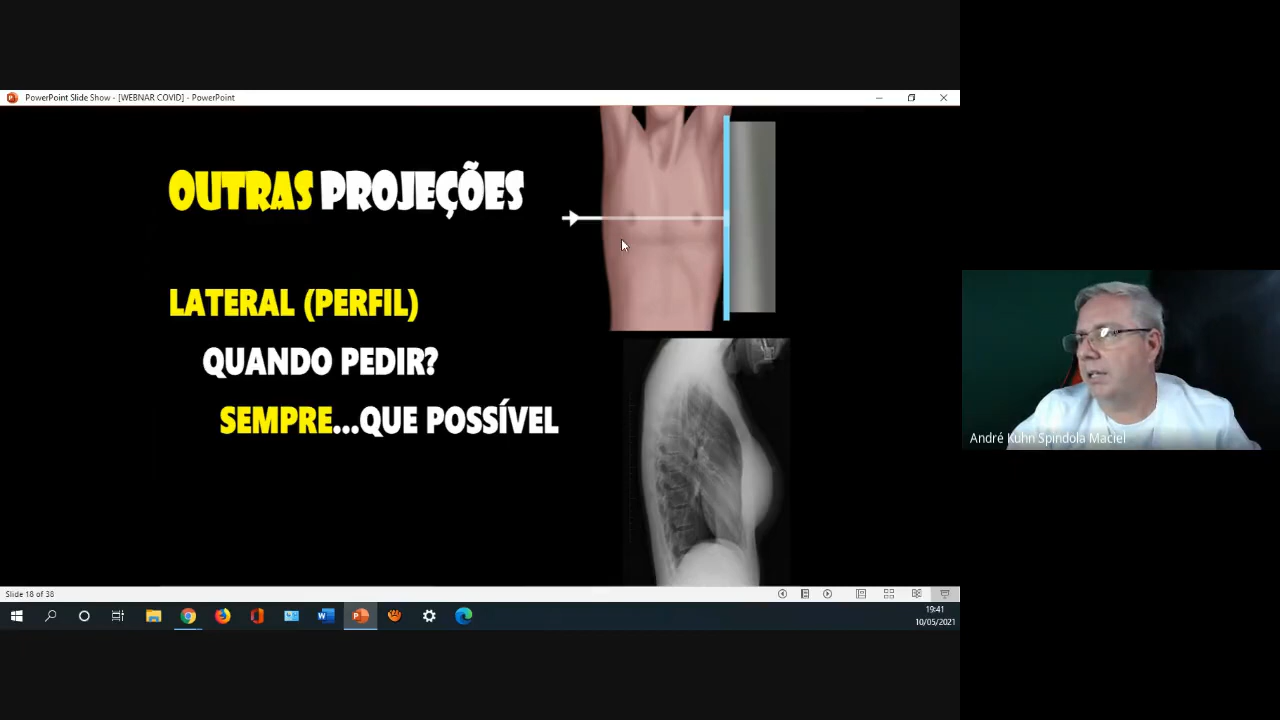 PowerPoint Slide Show - [WEBNAR COVID] - PowerPoint
OUTRAS PROJEÇÕES
LATERAL (PERFIL)
QUANDO PEDIR?
SEMPRE...QUE POSSÍVEL
André Kuhn Spindola Maciel
Slide 18 of 38
19:41
10/05/2021